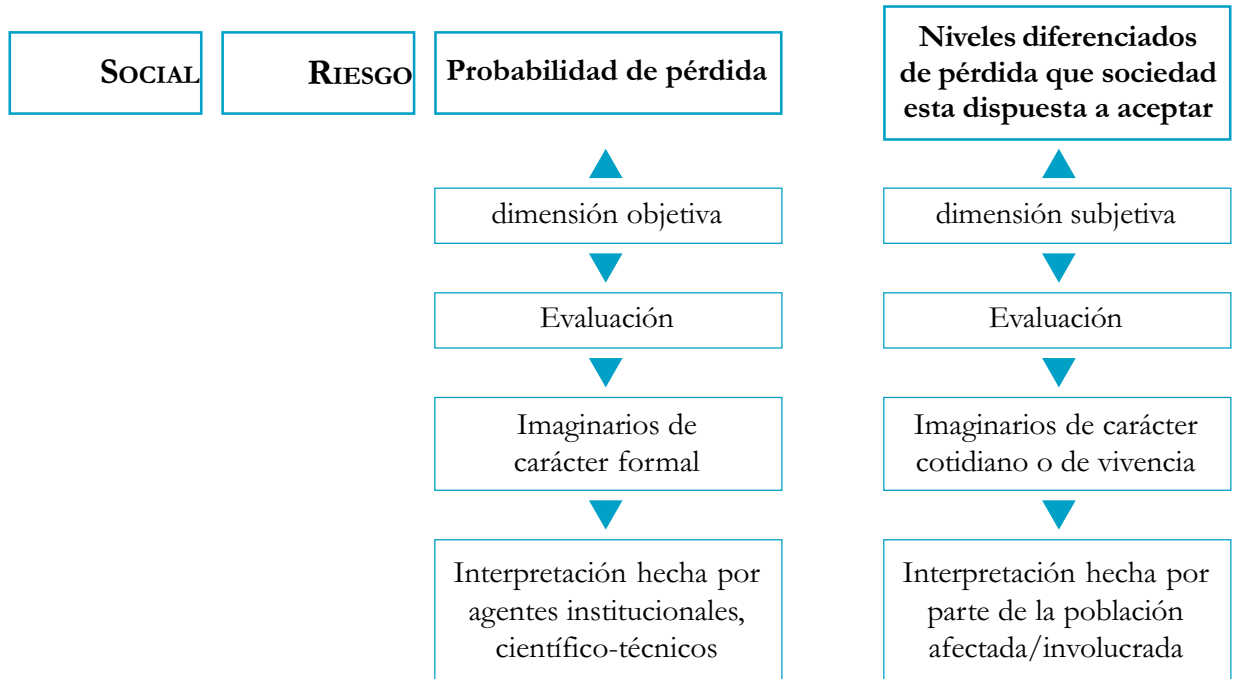 SOCIAL
RIESGO
Probabilidad de pérdida
Niveles diferenciados
de pérdida que sociedad
esta dispuesta a aceptar
dimensión objetiva
Evaluación
Imaginarios de
carácter formal
Interpretación hecha por
agentes institucionales,
científico-técnicos
dimensión subjetiva
Evaluación
Imaginarios de carácter
cotidiano o de vivencia
Interpretación hecha por
parte de la población
afectada/involucrada